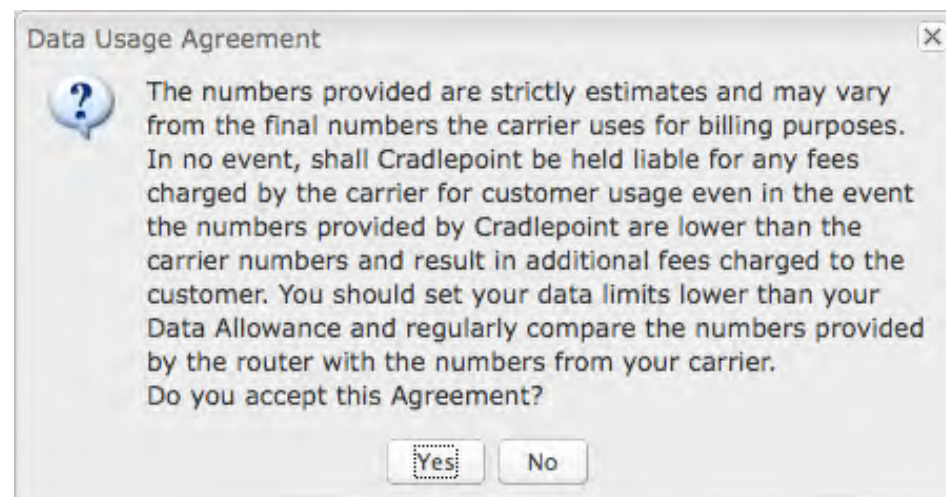 Data Usage Agreement
The numbers provided are strictly estimates and may vary
from the final numbers the carrier uses for billing purposes.
In no event, shall Cradlepoint be held liable for any fees
charged by the carrier for customer usage even in the event
the numbers provided by Cradlepoint are lower than the
carrier numbers and result in additional fees charged to the
customer. You should set your data limits lower than your
Data Allowance and regularly compare the numbers provided
by the router with the numbers from your carrier.
Do you accept this Agreement?
Yes No